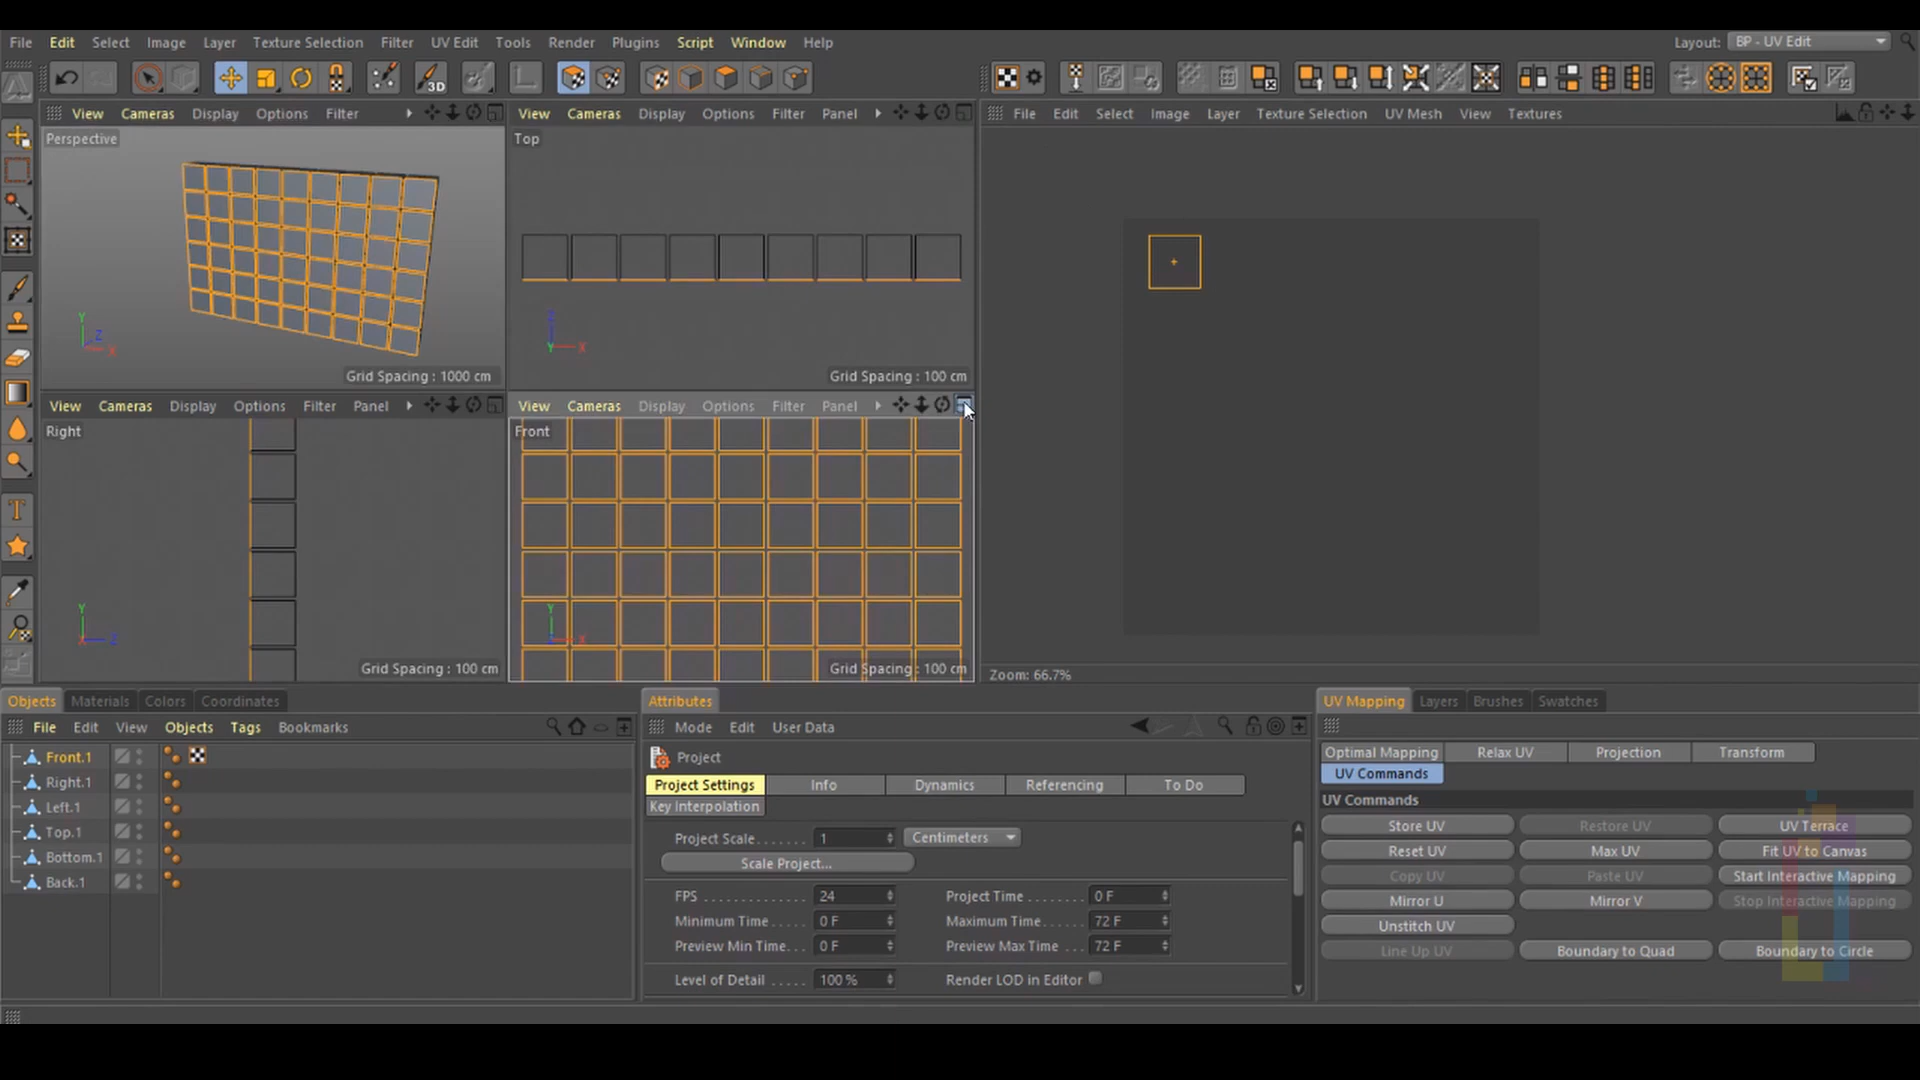 File Edit Select Image Layer Texture Selection Filter UV Edit Tools Render Plugins Script Window Help Layout: BP - UV Edit
3D
View Cameras Display Options Filter
View Cameras Display Options Filter Panel
File Edit Select Image Layer Texture Selection UV Mesh View Textures
Perspective
Top
Y Z X
Z Y X
Grid Spacing : 1000 cm
Grid Spacing : 100 cm
View Cameras Display Options Filter Panel
View Cameras Display Options Filter Panel
Right
Front
Y X Z
Y X
Grid Spacing : 100 cm
Grid Spacing : 100 cm
Zoom: 66.7%
Objects Materials Colors Coordinates
File Edit View Objects Tags Bookmarks
Front.1
Right.1
Left.1
Top.1
Bottom.1
Back.1
Attributes
Mode Edit User Data
Project
Project Settings Info Dynamics Referencing To Do
Key Interpolation
Project Scale....... 1 Centimeters
Scale Project...
FPS .............. 24 Project Time ........ 0 F
Minimum Time... 0 F Maximum Time..... 72 F
Preview Min Time... 0 F Preview Max Time ... 72 F
Level of Detail ..... 100 % Render LOD in Editor
UV Mapping Layers Brushes Swatches
Optimal Mapping Relax UV Projection Transform
UV Commands
UV Commands
Store UV Restore UV UV Terrace
Reset UV Max UV Fit UV to Canvas
Copy UV Paste UV Start Interactive Mapping
Mirror U Mirror V Stop Interactive Mapping
Unstitch UV
Line Up UV Boundary to Quad Boundary to Circle